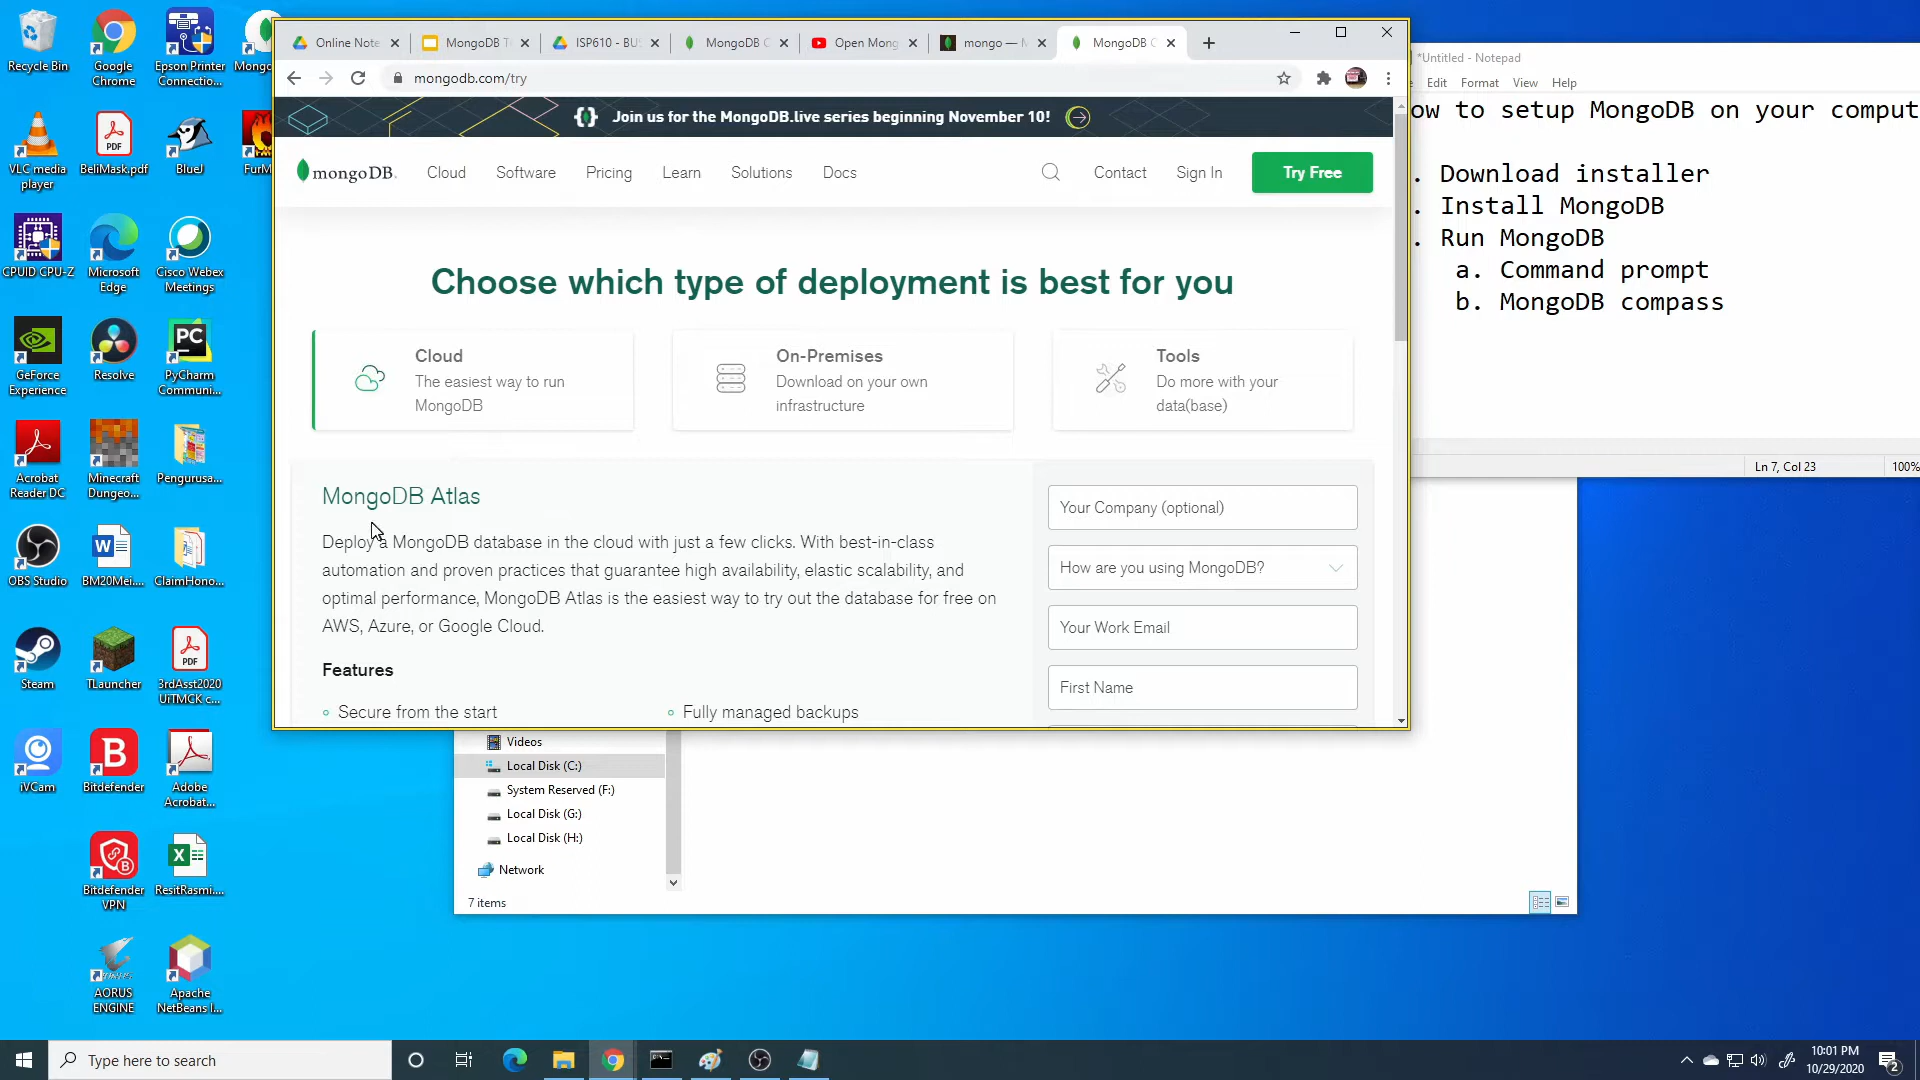 Recycle Bin
Google
Chrome
Epson Printer
Connectio...
VLC media
player
BeliMask.pdf
BlueJ
CPUID CPU-Z
Microsoft
Edge
Cisco Webex
Meetings
GeForce
Experience
Resolve
PyCharm
Communi...
Acrobat
Reader DC
Minecraft
Dungeo...
Pengurusa...
OBS Studio
BM20Mei....
ClaimHono...
Steam
TLauncher
3rdAsst2020
UiTMCK c...
iVCam
Bitdefender
Adobe
Acrobat...
Bitdefender
VPN
ResitRasmi....
AORUS
ENGINE
Apache
NetBeans I...
Online Note
MongoDB T
ISP610 - BU
MongoDB C
Open Mong
mongo — M
MongoDB C
mongodb.com/try
Join us for the MongoDB.live series beginning November 10!
mongoDB.
Cloud
Software
Pricing
Learn
Solutions
Docs
Contact
Sign In
Try Free
Choose which type of deployment is best for you
Cloud
The easiest way to run
MongoDB
On-Premises
Download on your own
infrastructure
Tools
Do more with your
data(base)
MongoDB Atlas
Deploy a MongoDB database in the cloud with just a few clicks. With best-in-class
automation and proven practices that guarantee high availability, elastic scalability, and
optimal performance, MongoDB Atlas is the easiest way to try out the database for free on
AWS, Azure, or Google Cloud.
Features
Secure from the start
Fully managed backups
Your Company (optional)
How are you using MongoDB?
Your Work Email
First Name
*Untitled - Notepad
Edit Format View Help
ow to setup MongoDB on your comput
. Download installer
. Install MongoDB
. Run MongoDB
a. Command prompt
b. MongoDB compass
Ln 7, Col 23
100%
Videos
Local Disk (C:)
System Reserved (F:)
Local Disk (G:)
Local Disk (H:)
Network
7 items
Type here to search
10:01 PM
10/29/2020
2